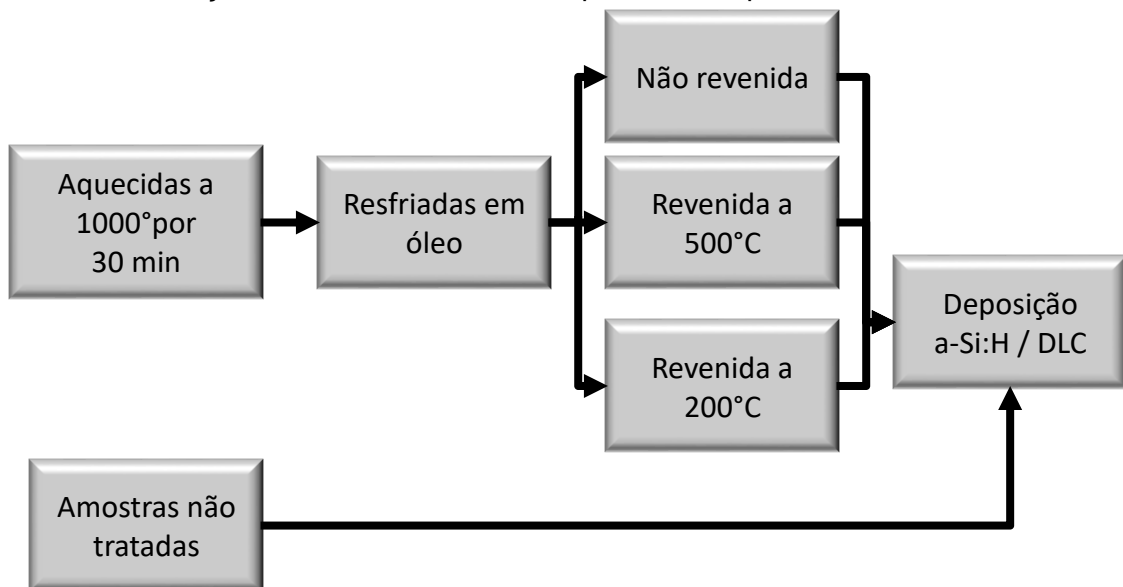 Não revenida
Aquecidas a
1000°por
30 min
Resfriadas em
óleo
Revenida a
500°C
Revenida a
200°C
Deposição
a-Si:H / DLC
Amostras não
tratadas